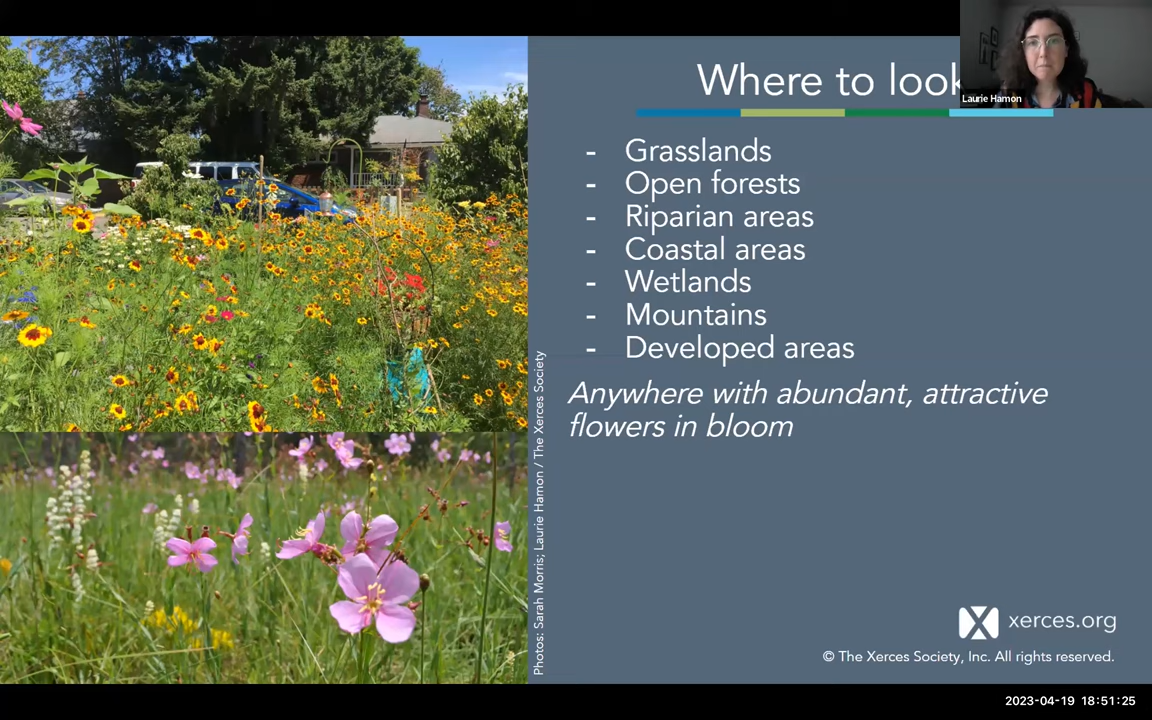 Where to look
Laurie Hamon
- Grasslands
- Open forests
- Riparian areas
- Coastal areas
- Wetlands
- Mountains
- Developed areas
Anywhere with abundant, attractive
flowers in bloom
Photos: Sarah Morris; Laurie Hamon / The Xerces Society
xerces.org
© The Xerces Society, Inc. All rights reserved.
2023-04-19 18:51:25